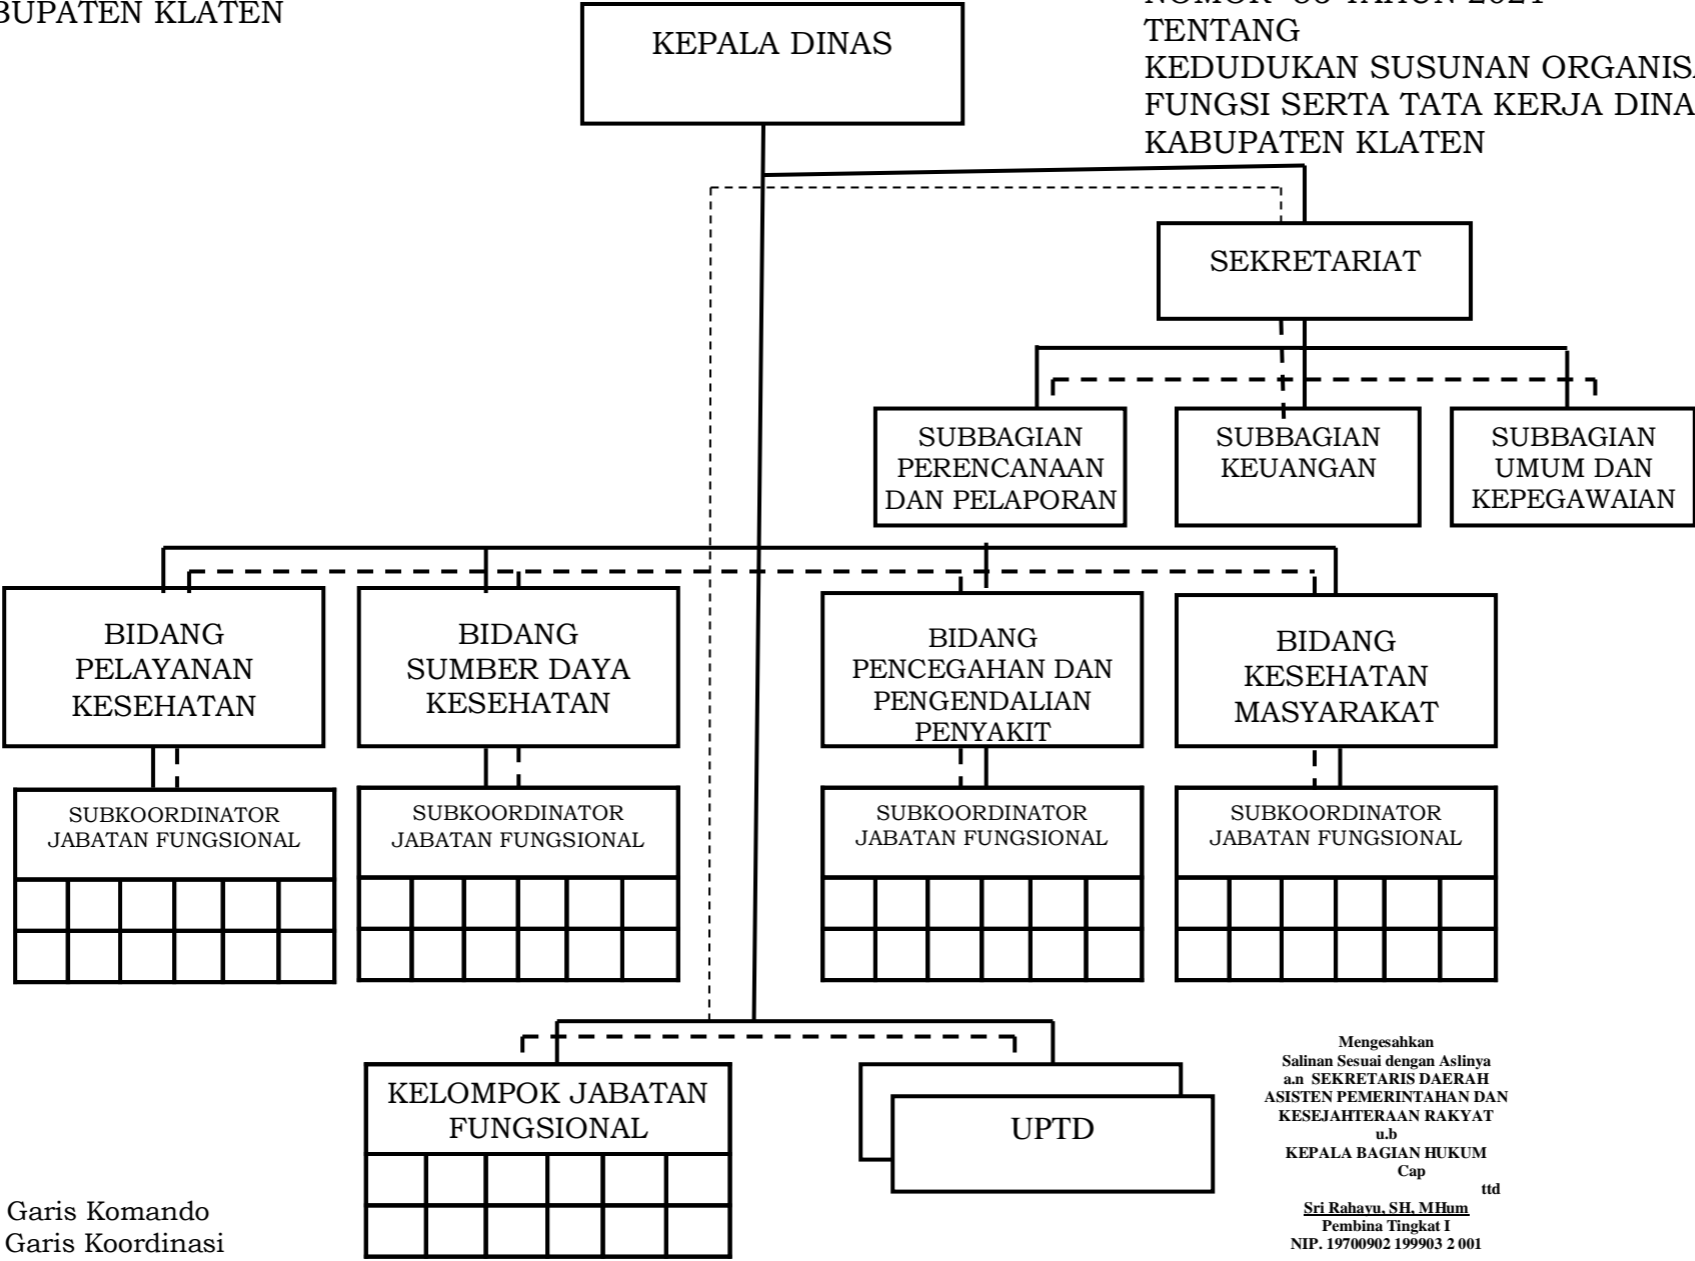 BUPATEN KLATEN
TENTANG
KEDUDUKAN SUSUNAN ORGANIS
FUNGSI SERTA TATA KERJA DINA
KABUPATEN KLATEN
KEPALA DINAS
SEKRETARIAT
SUBBAGIAN
PERENCANAAN
DAN PELAPORAN
SUBBAGIAN
KEUANGAN
SUBBAGIAN
UMUM DAN
KEPEGAWAIAN
BIDANG
PELAYANAN
KESEHATAN
BIDANG
SUMBER DAYA
KESEHATAN
BIDANG
PENCEGAHAN DAN
PENGENDALIAN
PENYAKIT
BIDANG
KESEHATAN
MASYARAKAT
SUBKOORDINATOR
JABATAN FUNGSIONAL
SUBKOORDINATOR
JABATAN FUNGSIONAL
SUBKOORDINATOR
JABATAN FUNGSIONAL
SUBKOORDINATOR
JABATAN FUNGSIONAL
KELOMPOK JABATAN
FUNGSIONAL
UPTD
Garis Komando
Garis Koordinasi
Mengesahkan
Salinan Sesuai dengan Aslinya
a.n SEKRETARIS DAERAH
ASISTEN PEMERINTAHAN DAN
KESEJAHTERAAN RAKYAT
u.b
KEPALA BAGIAN HUKUM
Cap
ttd
Sri Rahayu, SH, MHum
Pembina Tingkat I
NIP. 19700902 199903 2 001